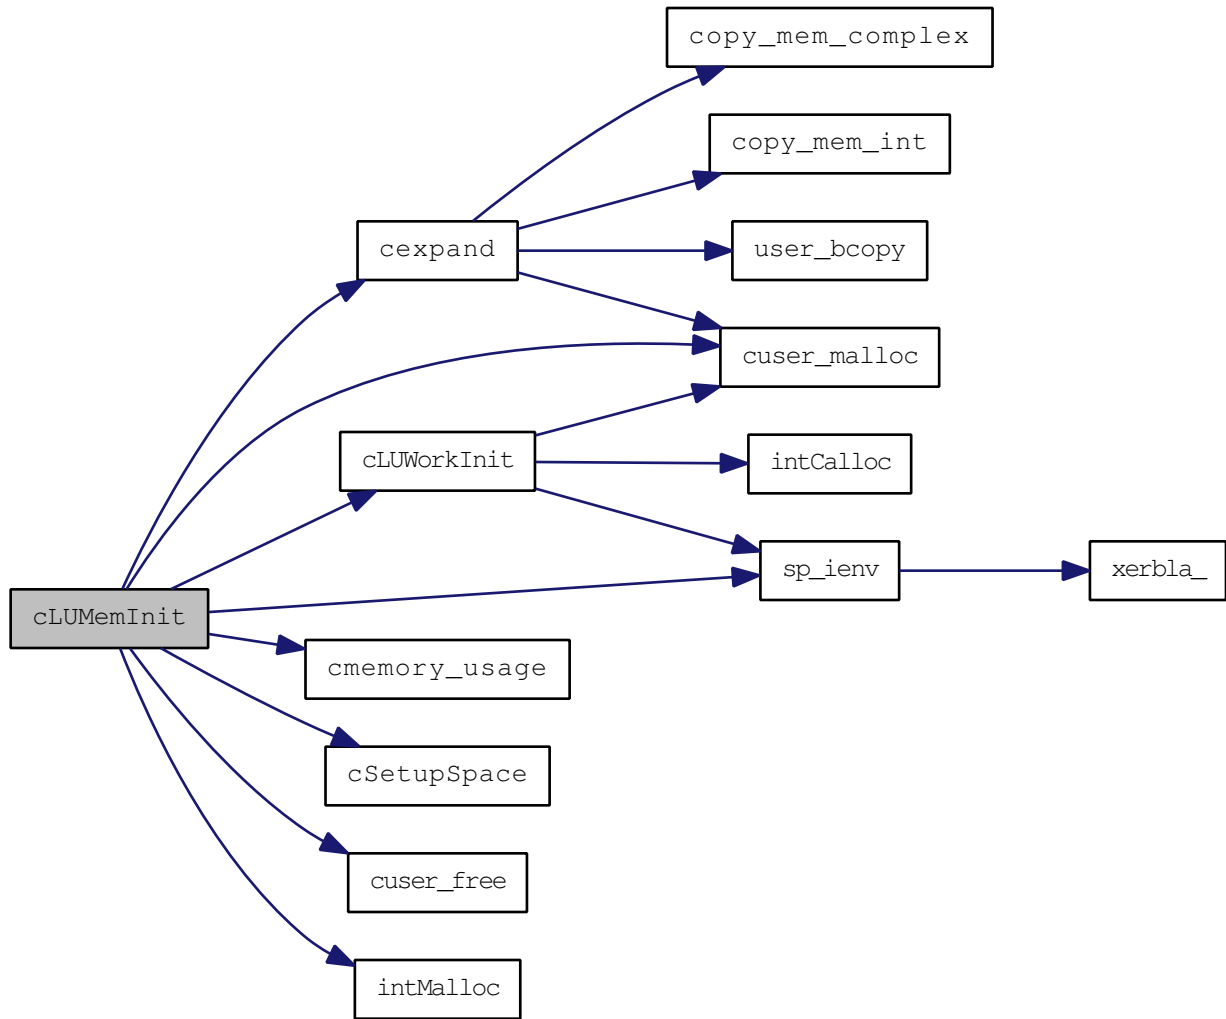 copy_mem_complex
copy_mem_int
cexpand
user_bcopy
cuser_malloc
cLUWorkInit
intCalloc
sp_ienv
xerbla_
cLUMemInit
cmemory_usage
cSetupSpace
cuser_free
intMalloc